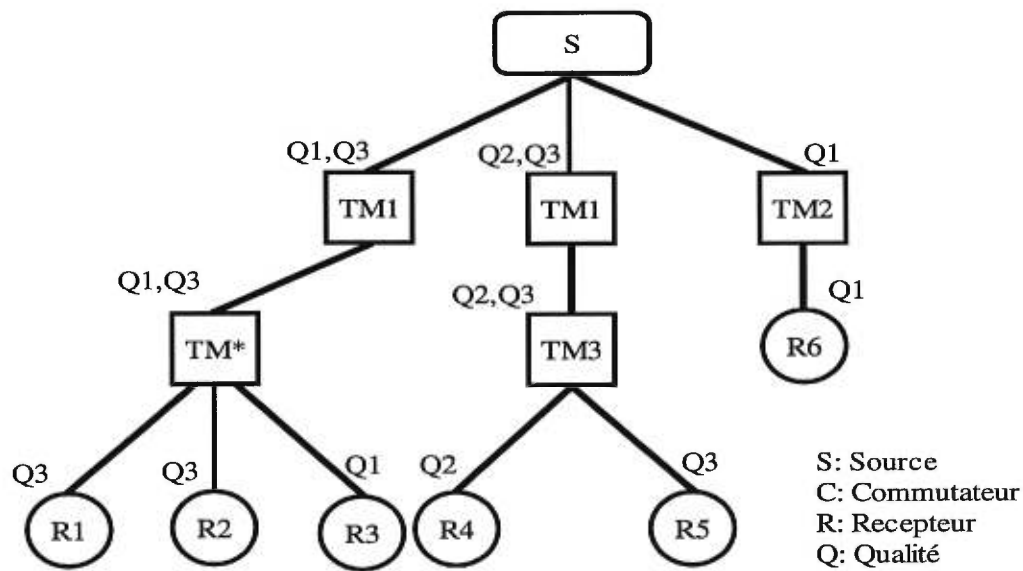 S
Q1,Q3
Q2,Q3
Q1
TM1
TM1
TM2
Q1,Q3
Q2,Q3
Q1
TM*
TM3
R6
Q3
Q3
Q1
Q2
Q3
R1
R2
R3
R4
R5
S: Source
C: Commutateur
R: Recepteur
Q: Qualité